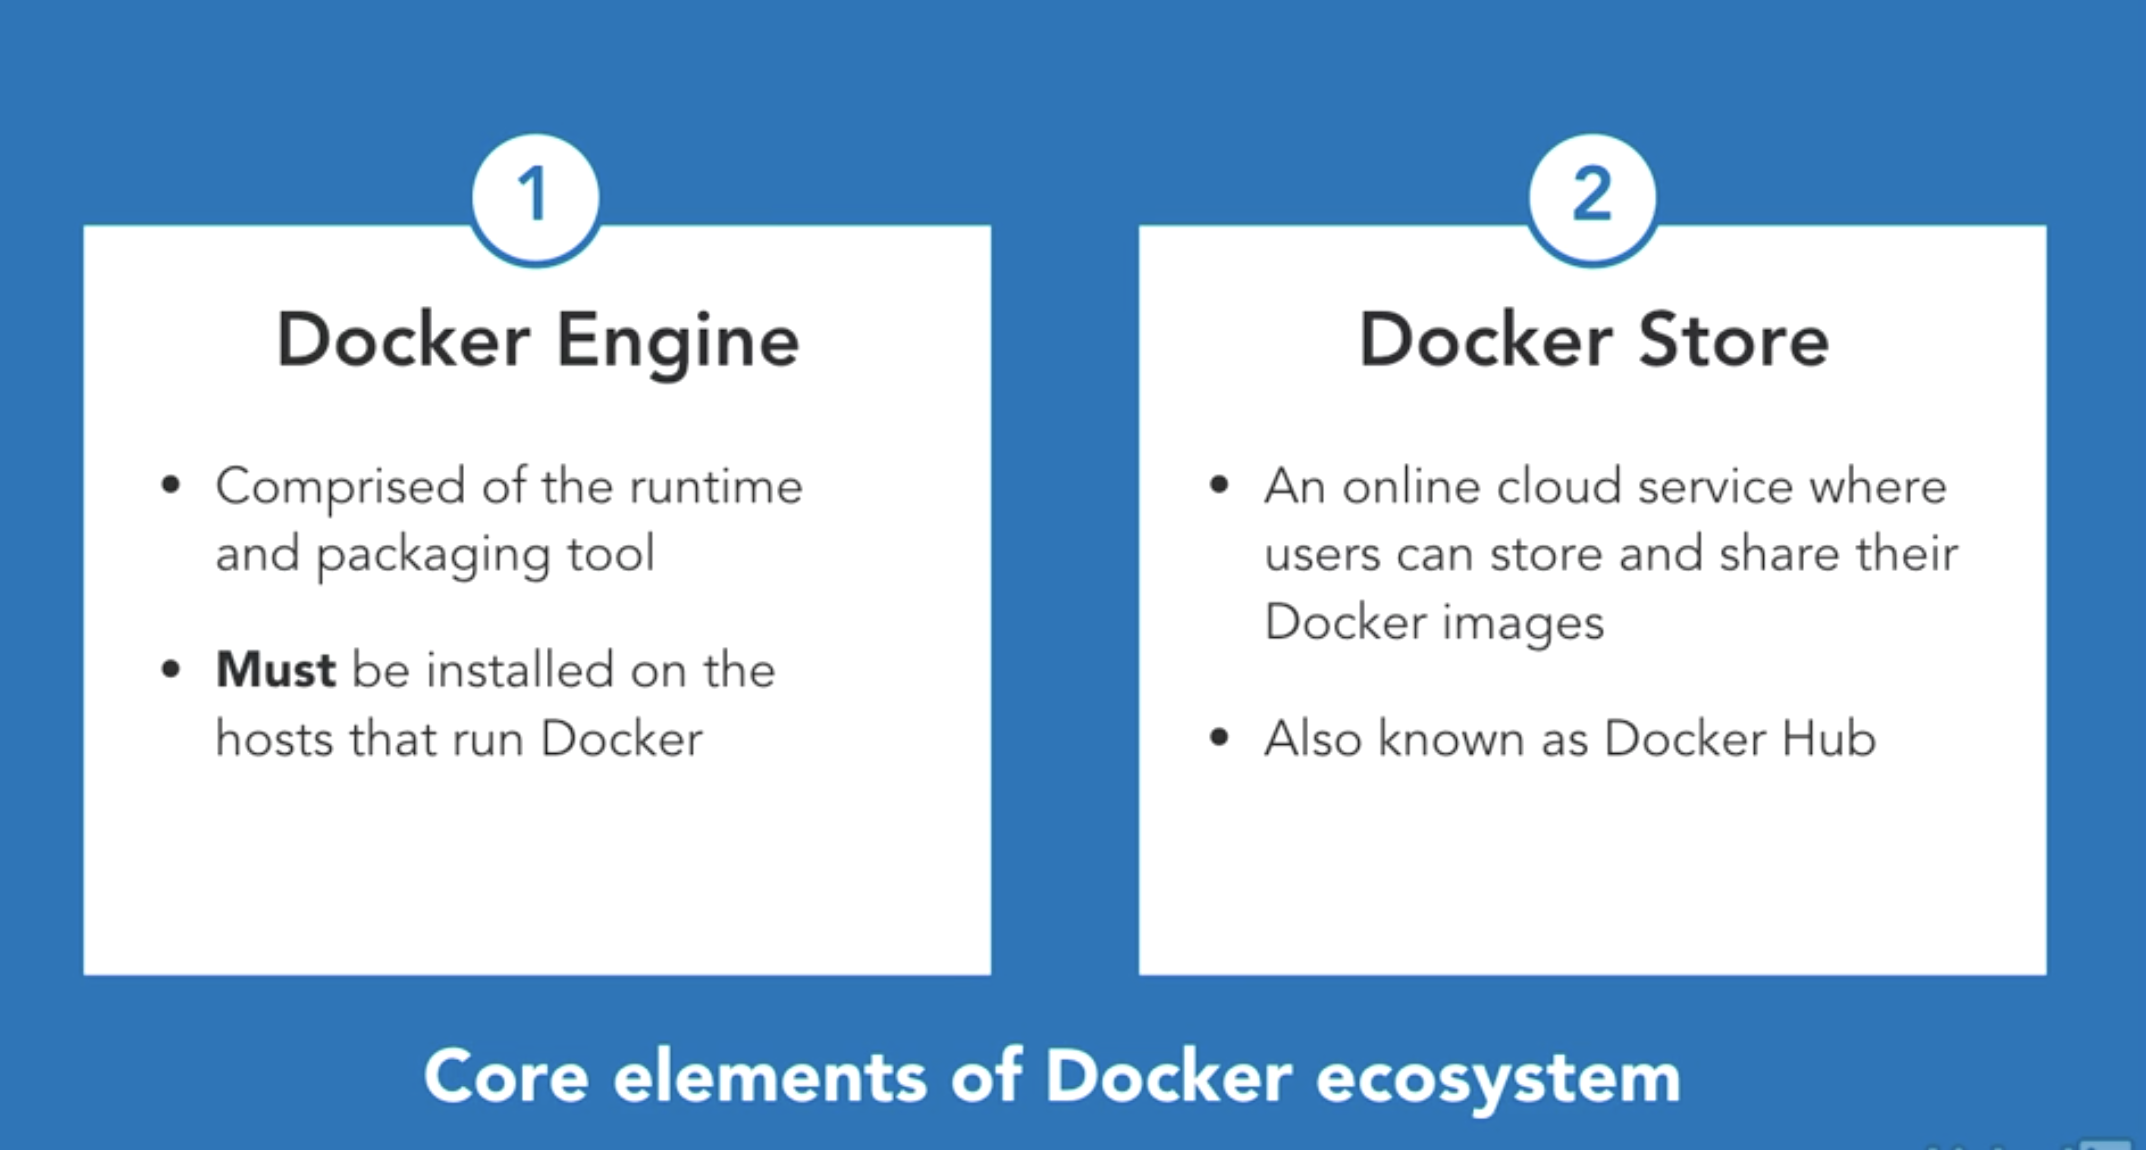 1
Docker Engine
• Comprised of the runtime
and packaging tool
• Must be installed on the
hosts that run Docker
2
Docker Store
• An online cloud service where
users can store and share their
Docker images
• Also known as Docker Hub
Core elements of Docker ecosystem